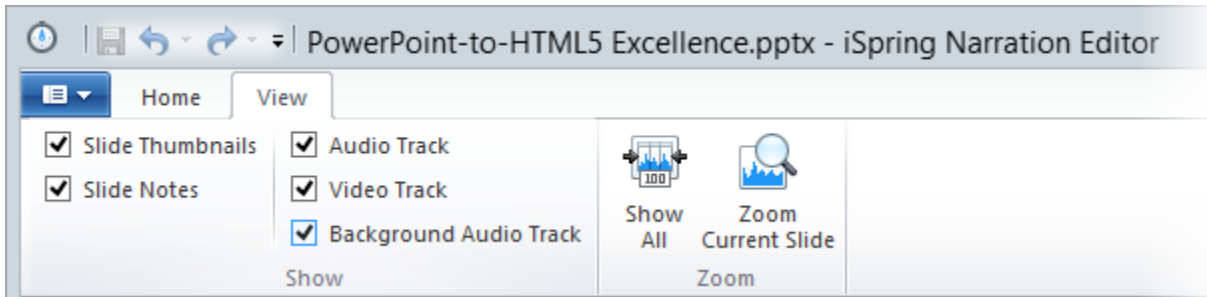 PowerPoint-to-HTML5 Excellence.pptx - iSpring Narration Editor
Home View
Slide Thumbnails
Slide Notes
Audio Track
Video Track
Background Audio Track
Show
100
Show
All
Zoom
Current Slide
Zoom